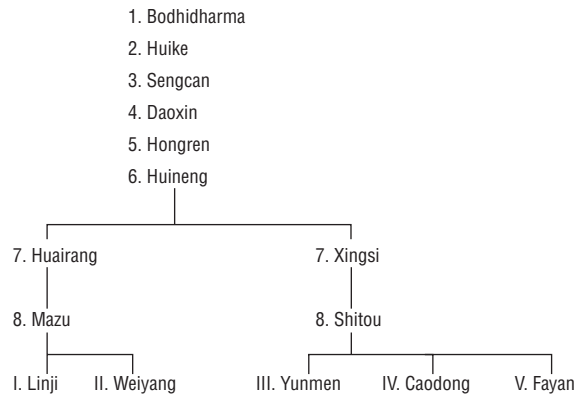 1. Bodhidharma
2. Huike
3. Sengcan
4. Daoxin
5. Hongren
6. Huineng
7. Huairang 7. Xingsi
8. Mazu 8. Shitou
I. Linji II. Weiyang III. Yunmen IV. Caodong V. Fayan